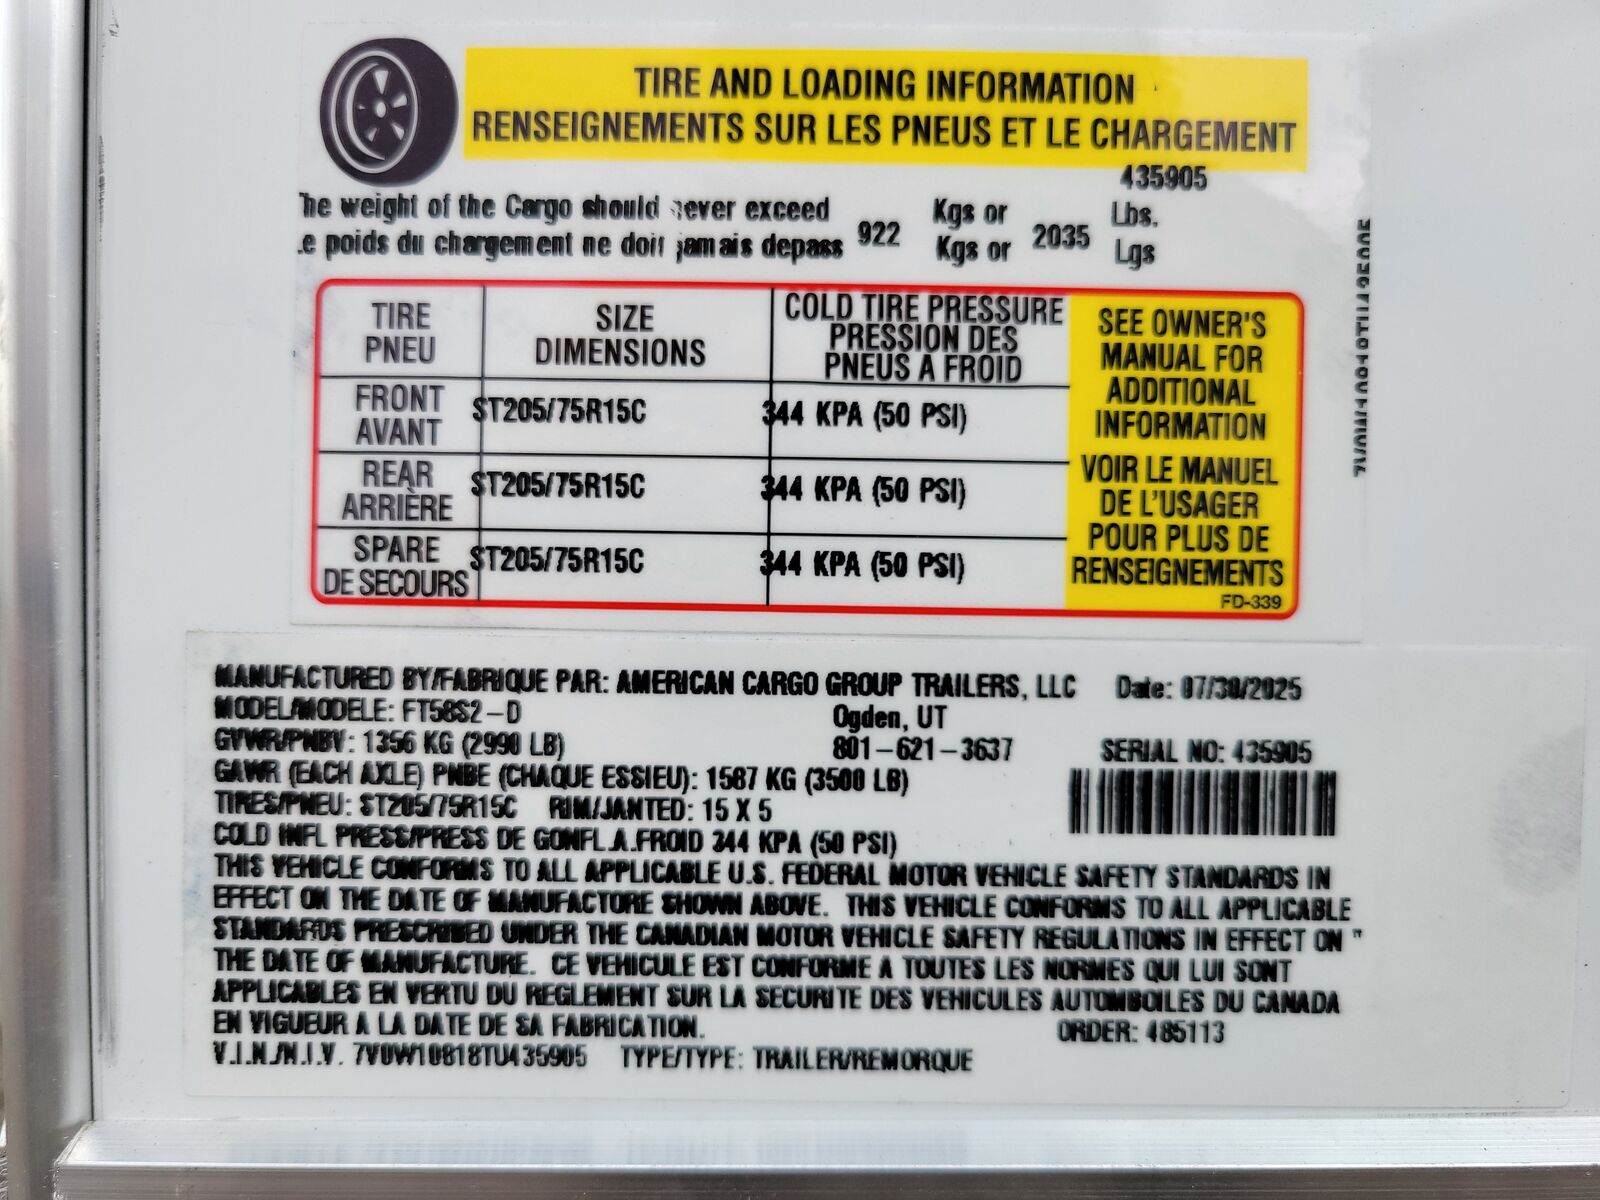 TIRE AND LOADING INFORMATION
RENSEIGNEMENTS SUR LES PNEUS ET LE CHARGEMENT
435905
he weight of the Cargo should never exceed 922 Kgs or 2035 Lbs.
e poids du chargement ne doit jamais depass Kgs or Lgs
TIRE PNEU
SIZE DIMENSIONS
COLD TIRE PRESSURE
PRESSION DES
PNEUS A FROID
FRONT AVANT ST205/75R15C 344 KPA (50 PSI)
REAR ARRIÈRE ST205/75R15C 344 KPA (50 PSI)
SPARE DE SECOURS ST205/75R15C 344 KPA (50 PSI)
SEE OWNER'S
MANUAL FOR
ADDITIONAL
INFORMATION
VOIR LE MANUEL
DE L'USAGER
POUR PLUS DE
RENSEIGNEMENTS
FD-339
MANUFACTURED BY/FABRIQUE PAR: AMERICAN CARGO GROUP TRAILERS, LLC Date: 07/30/2025
MODEL/MODELE: FT58S2-D Ogden, UT
GVWR/PNBV: 1356 KG (2990 LB) 801-621-3637 SERIAL NO: 435905
GAWR (EACH AXLE) PNBE (CHAQUE ESSIEU): 1587 KG (3500 LB)
TIRES/PNEU: ST205/75R15C RIM/JANTED: 15 X 5
COLD INFL PRESS/PRESS DE GONFL.A.FROID 344 KPA (50 PSI)
THIS VEHICLE CONFORMS TO ALL APPLICABLE U.S. FEDERAL MOTOR VEHICLE SAFETY STANDARDS IN
EFFECT ON THE DATE OF MANUFACTORE SHOWN ABOVE. THIS VEHICLE CONFORMS TO ALL APPLICABLE
STANDARDS PRESCRIBED UNDER THE CANADIAN MOTOR VEHICLE SAFETY REGULATIONS IN EFFECT ON "
THE DATE OF MANUFACTURE. CE VEHICULE EST CONFORME A TOUTES LES NORMES QUI LUI SONT
APPLICABLES EN VERTU DU REGLEMENT SUR LA SECURITE DES VEHICULES AUTOMBOILES DU CANADA
EN VIGUEUR A LA DATE DE SA FABRICATION. ORDER: 485113
V.I.N./N.I.V. 7V0W10818TU435905 TYPE/TYPE: TRAILER/REMORQUE